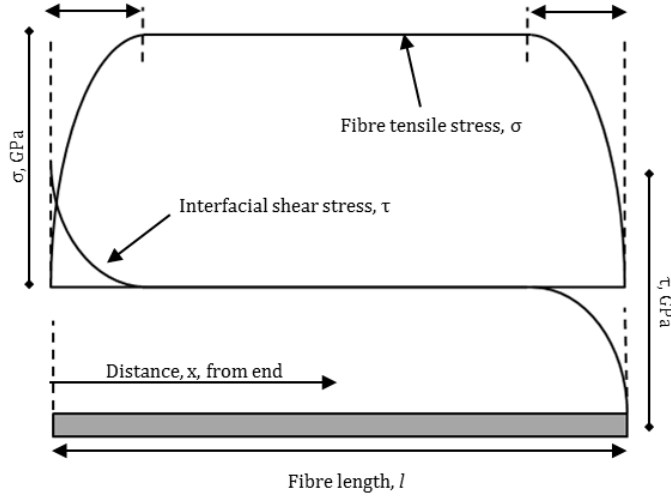 Fibre tensile stress, σ
σ, GPa
Interfacial shear stress, τ
τ, GPa
Distance, x, from end
Fibre length, l